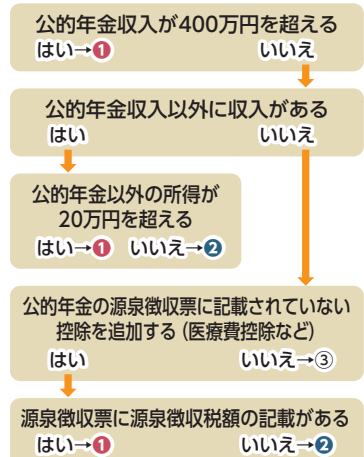 公的年金収入が400万円を超える
はい→❶ いいえ
公的年金収入以外に収入がある
はい いいえ
公的年金以外の所得が
20万円を超える
はい→❶ いいえ→❷
公的年金の源泉徴収票に記載されていない
控除を追加する（医療費控除など）
はい いいえ→③
源泉徴収票に源泉徴収税額の記載がある
はい→❶ いいえ→❷